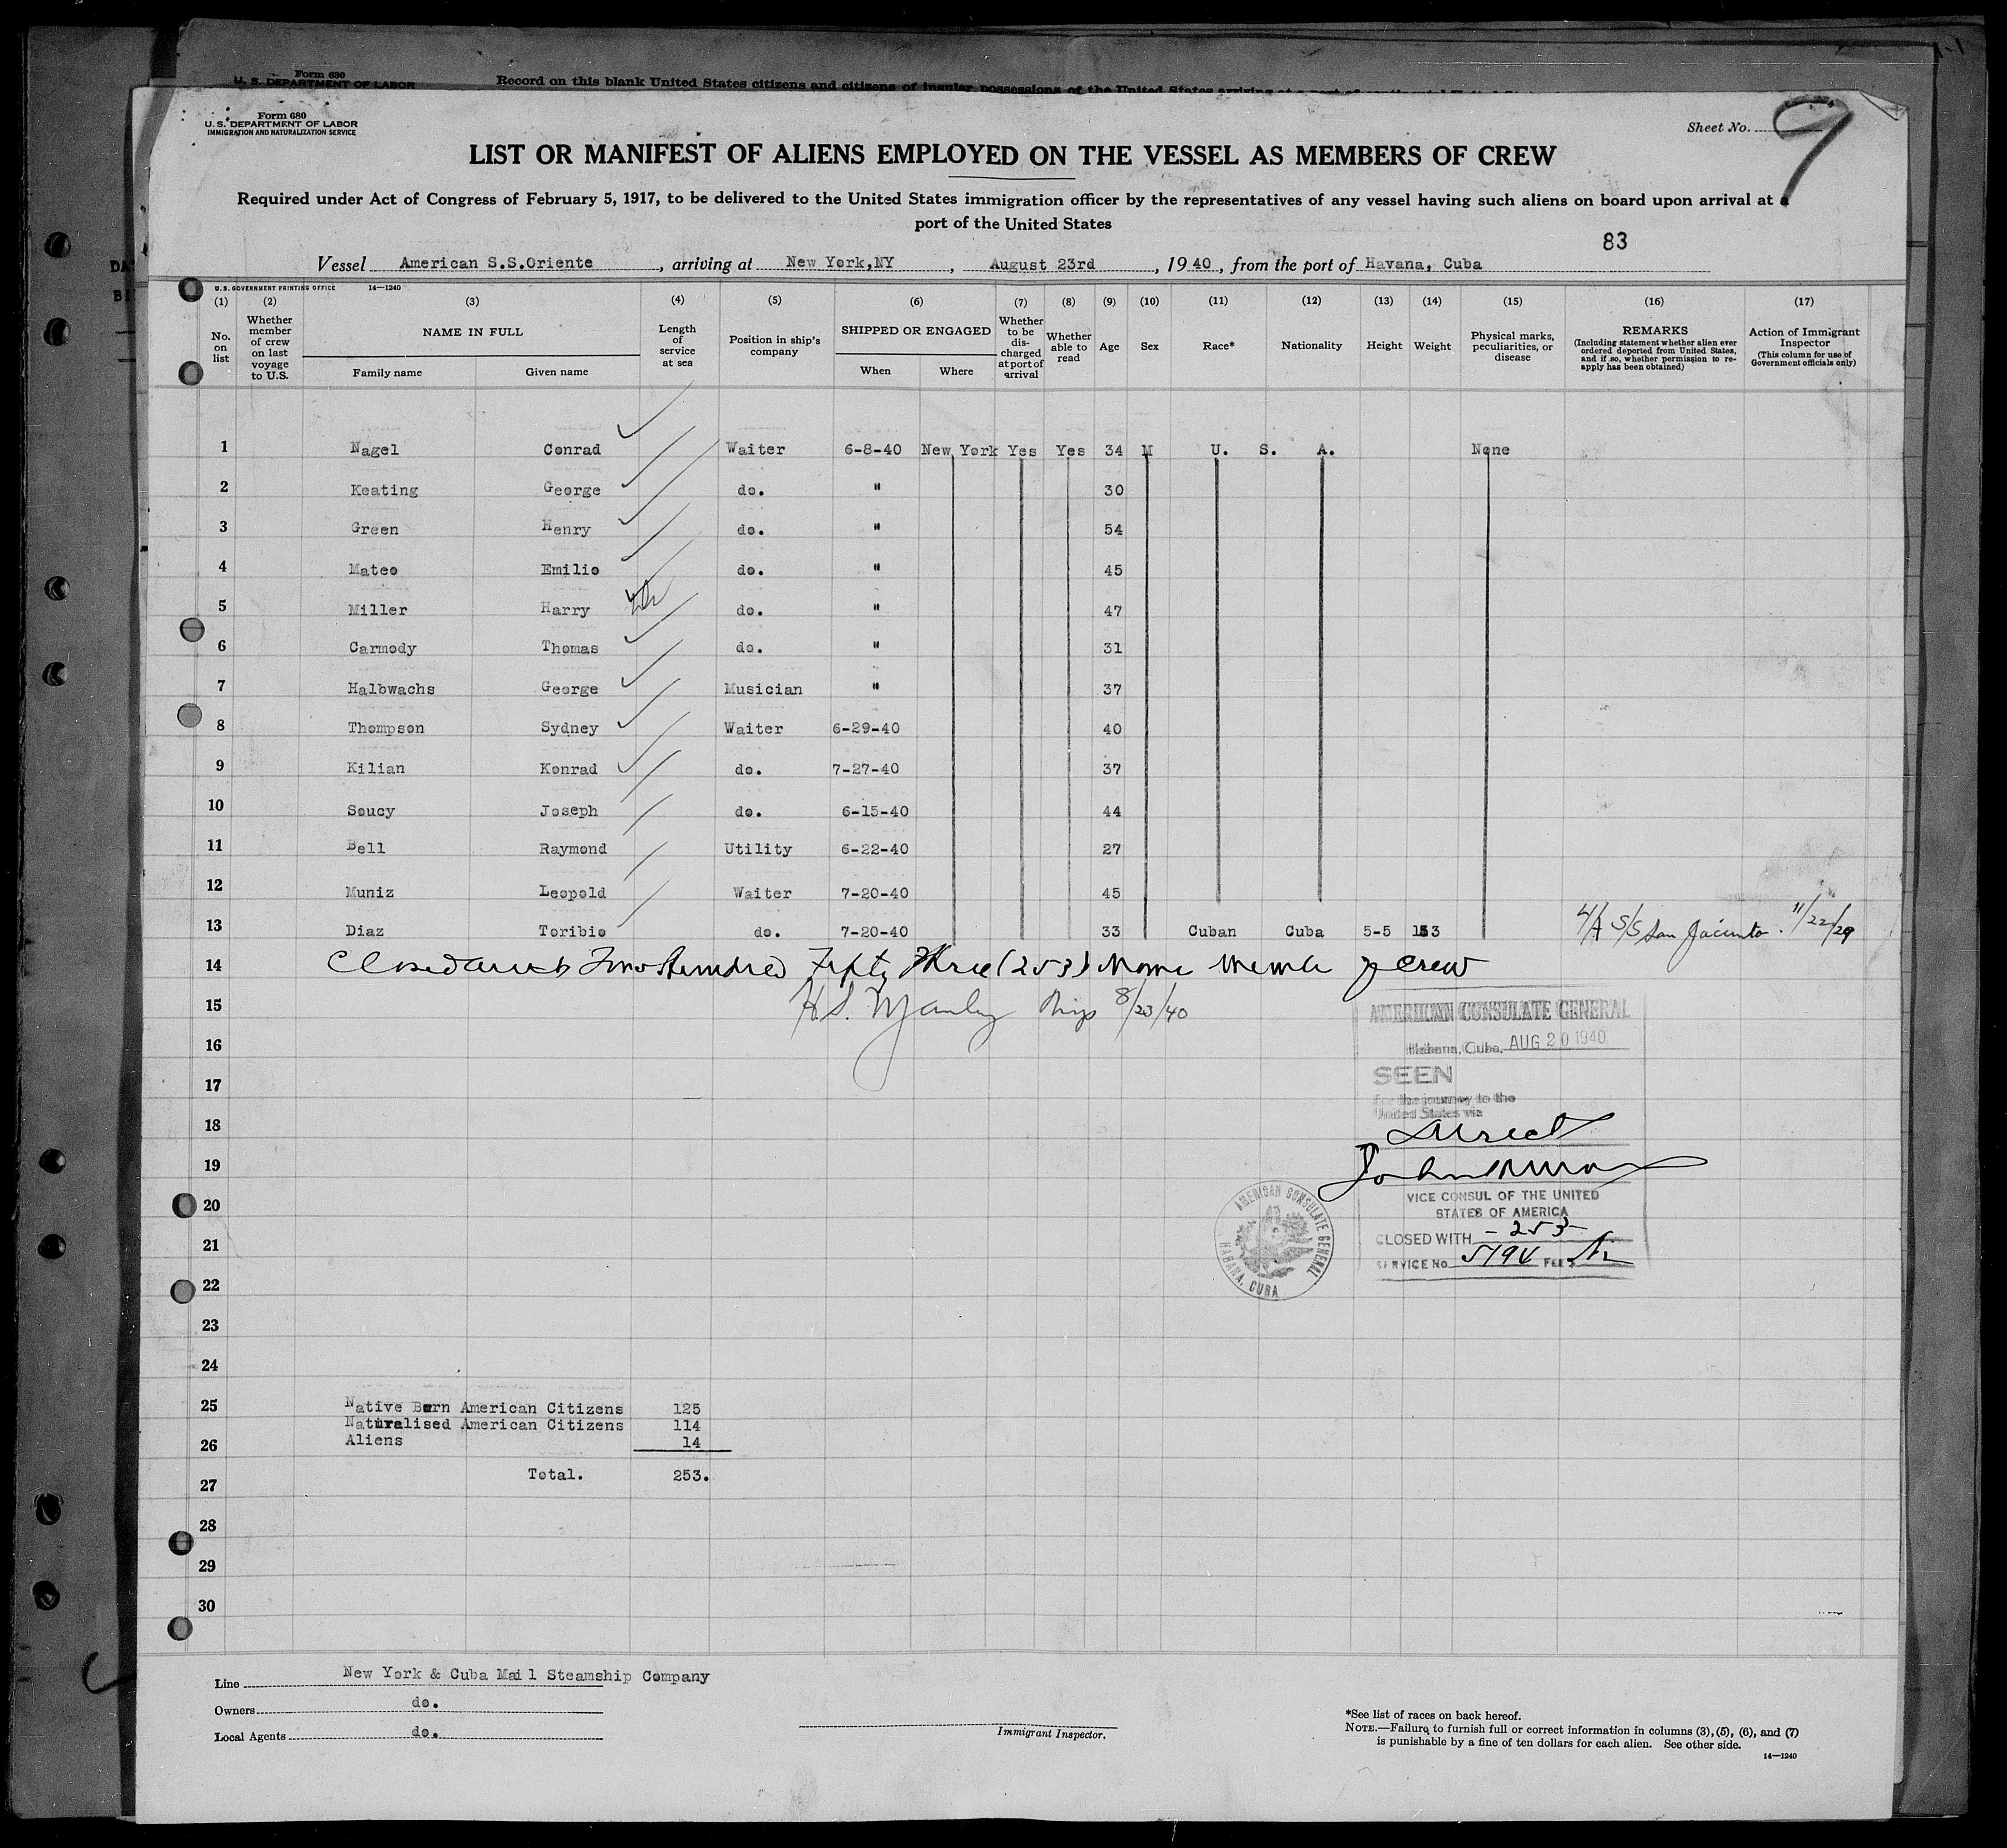 Form 630
U. S. DEPARTMENT OF LABOR
Record on this blank United States citizens and citizens of insular possessions of the United States arriving at a port of continental United
Form 680
U. S. DEPARTMENT OF LABOR
IMMIGRATION AND NATURALIZATION SERVICE
Sheet No. 9
LIST OR MANIFEST OF ALIENS EMPLOYED ON THE VESSEL AS MEMBERS OF CREW
Required under Act of Congress of February 5, 1917, to be delivered to the United States immigration officer by the representatives of any vessel having such aliens on board upon arrival at a
port of the United States
83
Vessel American S.S.Oriente, arriving at New York,NY, August 23rd, 1940, from the port of Havana, Cuba
U. S. GOVERNMENT PRINTING OFFICE 14—1240
(1) (2) (3) (4) (5) (6) (7) (8) (9) (10) (11) (12) (13) (14) (15) (16) (17)
No. on list
Whether member of crew on last voyage to U.S.
NAME IN FULL
Family name Given name
Length of service at sea
Position in ship's company
SHIPPED OR ENGAGED
When Where
Whether to be discharged at port of arrival
Whether able to read
Age
Sex
Race*
Nationality
Height
Weight
Physical marks, peculiarities, or disease
REMARKS
(Including statement whether alien ever ordered deported from United States, and if so, whether permission to reapply has been obtained)
Action of Immigrant Inspector
(This column for use of Government officials only)
1 Nagel Conrad Waiter 6-8-40 New York Yes Yes 34 M U. S. A. None
2 Keating George do. " 30
3 Green Henry do. " 54
4 Mateo Emilio do. " 45
5 Miller Harry do. " 47
6 Carmody Thomas do. " 31
7 Halbwachs George Musician " 37
8 Thompson Sydney Waiter 6-29-40 40
9 Kilian Konrad do. 7-27-40 37
10 Soucy Joseph do. 6-15-40 44
11 Bell Raymond Utility 6-22-40 27
12 Muniz Leopold Waiter 7-20-40 45
13 Diaz Toribio do. 7-20-40 33 Cuban Cuba 5-5 153 S/S San Jacinto. 11/22/29
14 Closed Two Hundred Fifty Three (253) crew
15 H.S. 8/23/40
16
17
18
19
20
21
22
23
24
AMERICAN CONSULATE GENERAL
Habana, Cuba, AUG 20 1940
SEEN
For the journey to the
United States via
Direct
VICE CONSUL OF THE UNITED
STATES OF AMERICA
CLOSED WITH -253-
SERVICE No. 5194 FEE
AMERICAN CONSULATE GENERAL HABANA, CUBA
25 Native Born American Citizens 125
Naturalised American Citizens 114
26 Aliens 14
Total. 253.
27
28
29
30
Line New York & Cuba Mail Steamship Company
Owners do.
Local Agents do.
Immigrant Inspector.
*See list of races on back hereof.
NOTE.—Failure to furnish full or correct information in columns (3), (5), (6), and (7)
is punishable by a fine of ten dollars for each alien. See other side.
14—1240